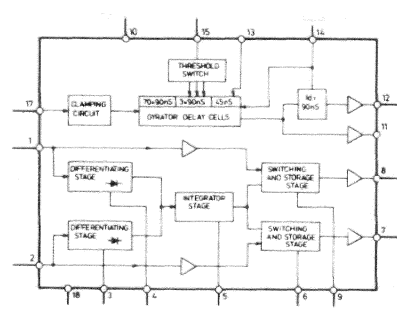 10
15
13
14
THRESHOLD
SWITCH
17
CLAMPING
CIRCUIT
70×90nS
3×90nS
45nS
GYRATOR DELAY CELLS
90nS
12
11
1
DIFFERENTIATING
STAGE
SWITCHING
AND STORAGE
STAGE
8
INTEGRATOR
STAGE
DIFFERENTIATING
STAGE
SWITCHING
AND STORAGE
STAGE
7
2
18
3
4
5
6
9